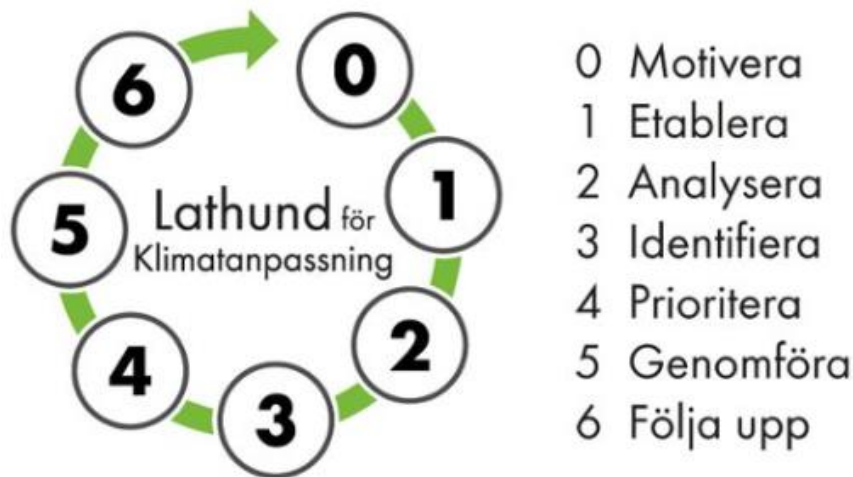 0
1
2
3
4
5
6
Lathund för
Klimatanpassning
0 Motivera
1 Etablera
2 Analysera
3 Identifiera
4 Prioritera
5 Genomföra
6 Följa upp